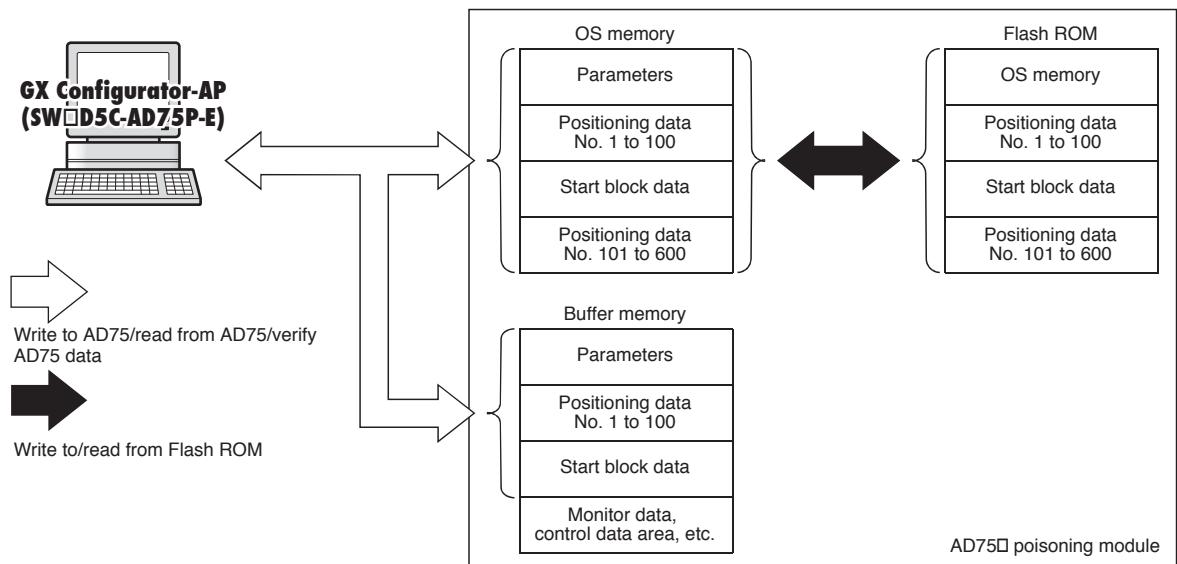 GX Configurator-AP
(SW□D5C-AD75P-E)
Write to AD75/read from AD75/verify
AD75 data
Write to/read from Flash ROM
OS memory
Parameters
Positioning data
No. 1 to 100
Start block data
Positioning data
No. 101 to 600
Buffer memory
Parameters
Positioning data
No. 1 to 100
Start block data
Monitor data,
control data area, etc.
Flash ROM
OS memory
Positioning data
No. 1 to 100
Start block data
Positioning data
No. 101 to 600
AD75□ poisoning module